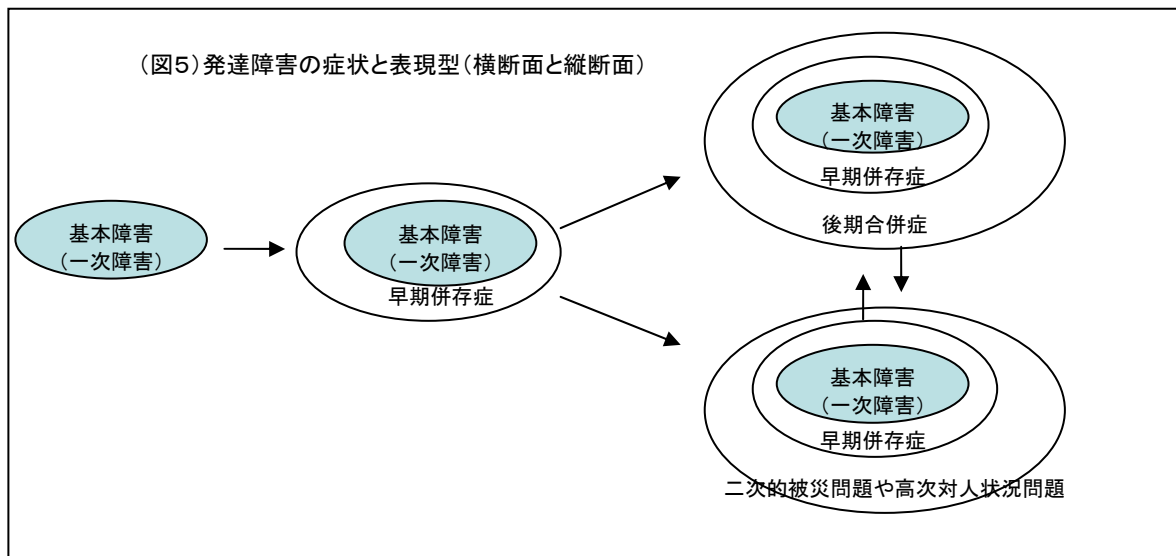 （図５）発達障害の症状と表現型（横断面と縦断面）
基本障害
（一次障害）
基本障害
（一次障害）
早期併存症
基本障害
（一次障害）
早期併存症
後期合併症
基本障害
（一次障害）
早期併存症
二次的被災問題や高次対人状況問題